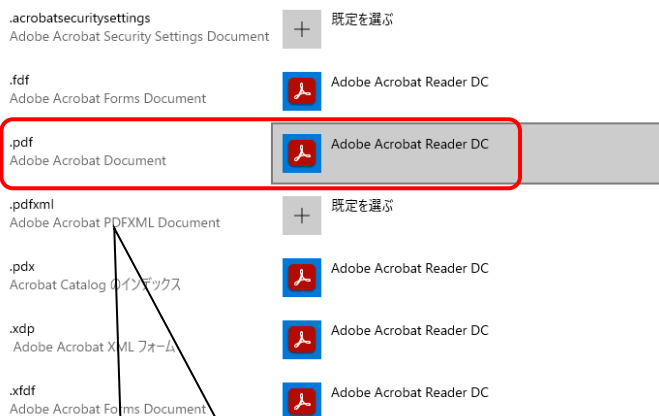 .acrobatsecuritysettings
Adobe Acrobat Security Settings Document
既定を選ぶ
.fdf
Adobe Acrobat Forms Document
Adobe Acrobat Reader DC
.pdf
Adobe Acrobat Document
Adobe Acrobat Reader DC
.pdfxml
Adobe Acrobat PDFXML Document
既定を選ぶ
.pdx
Acrobat Catalog のインデックス
Adobe Acrobat Reader DC
.xdp
Adobe Acrobat XML フォーム
Adobe Acrobat Reader DC
.xfdf
Adobe Acrobat Forms Document
Adobe Acrobat Reader DC